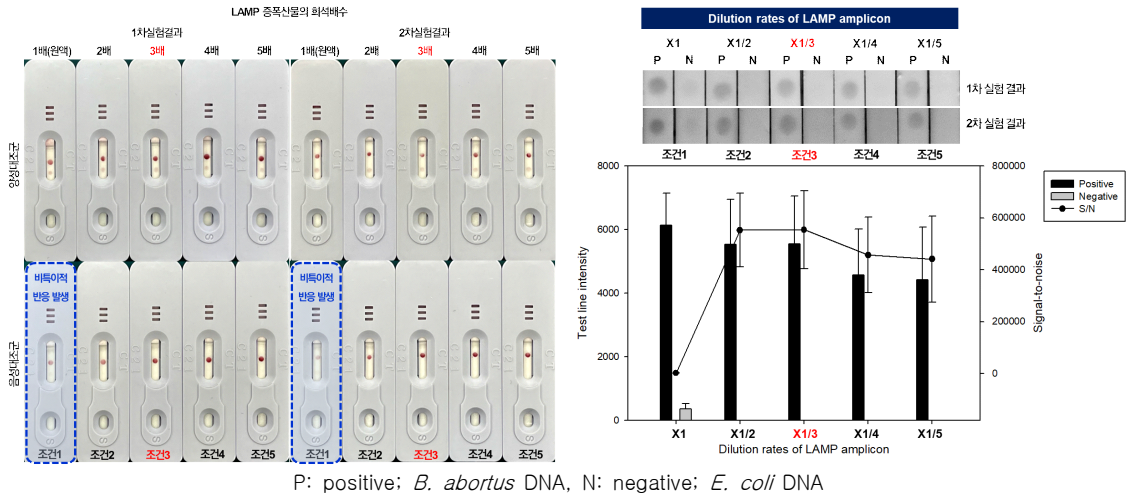 LAMP 증폭산물의 희석배수
1차실험결과 2차실험결과
1배(원액) 2배 3배 4배 5배 1배(원액) 2배 3배 4배 5배
양성대조군
비특이적
반응 발생
비특이적
반응 발생
음성대조군
조건1 조건2 조건3 조건4 조건5 조건1 조건2 조건3 조건4 조건5
Dilution rates of LAMP amplicon
X1 X1/2 X1/3 X1/4 X1/5
P N P N P N P N P N
1차 실험 결과
2차 실험 결과
조건1 조건2 조건3 조건4 조건5
8000
6000
4000
2000
0
Test line intensity
800000
600000
400000
200000
0
Signal-to-noise
Positive
Negative
S/N
X1 X1/2 X1/3 X1/4 X1/5
Dilution rates of LAMP amplicon
P: positive; B. abortus DNA, N: negative; E. coli DNA